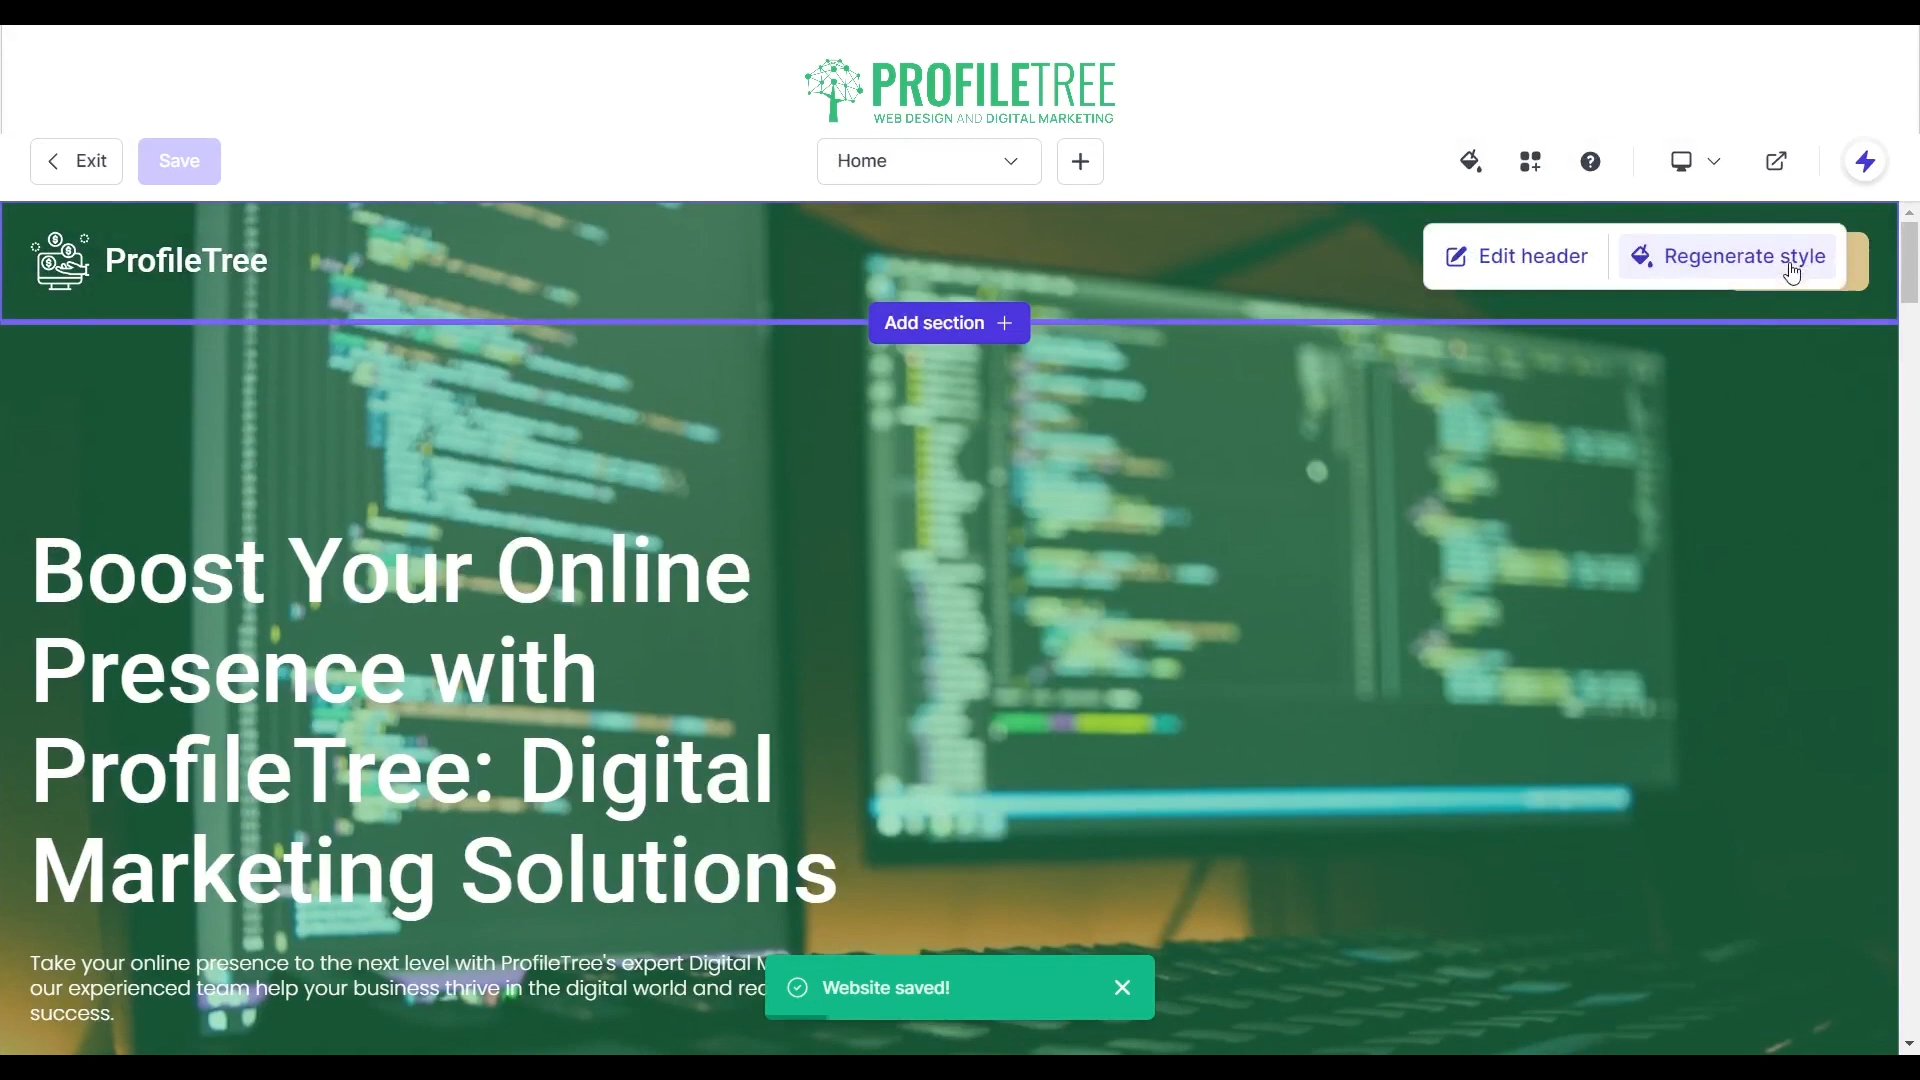 PROFILETREE
WEB DESIGN AND DIGITAL MARKETING
Exit
Save
Home
ProfileTree
Edit header
Regenerate style
Add section
Boost Your Online
Presence with
ProfileTree: Digital
Marketing Solutions
Take your online presence to the next level with ProfileTree's expert Digital
our experienced team help your business thrive in the digital world and
success.
Website saved!